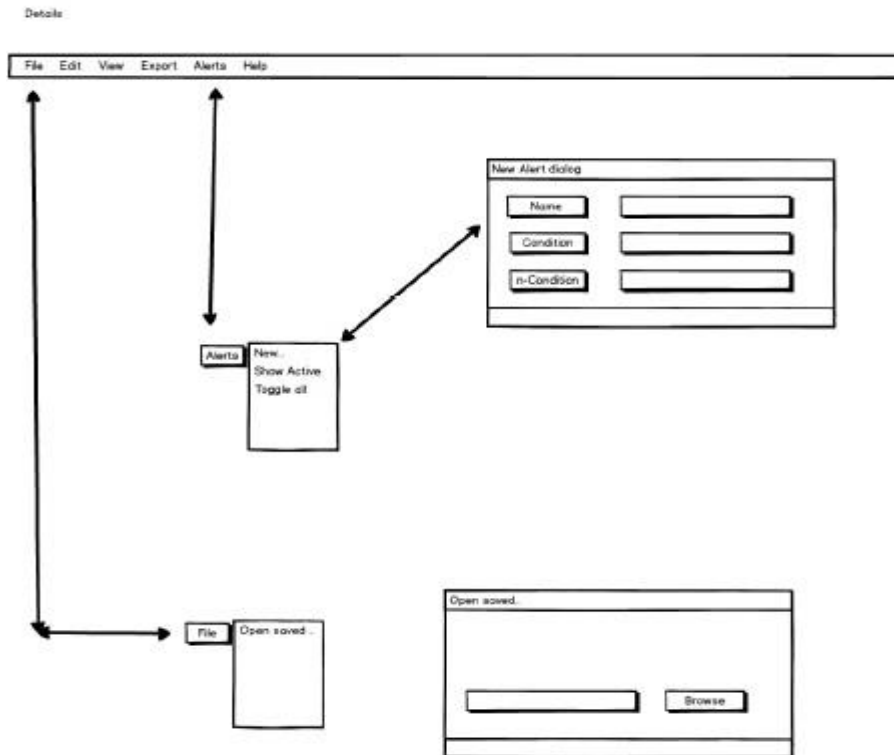 Details
File Edit View Export Alerts Help
New Alert dialog
Name
Condition
n-Condition
Alerts
New..
Show Active
Toggle all
Open saved..
File
Open saved ..
Browse